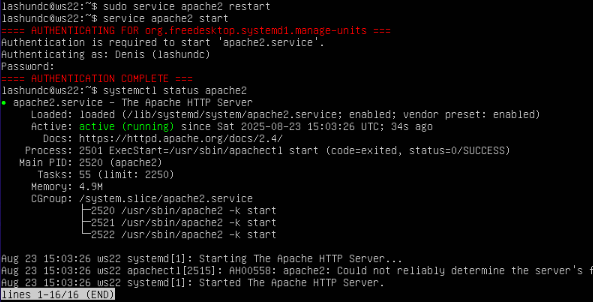 lashundc@ws22:~$ sudo service apache2 restart
lashundc@ws22:~$ service apache2 start
==== AUTHENTICATING FOR org.freedesktop.systemd1.manage-units ===
Authentication is required to start 'apache2.service'.
Authenticating as: Denis (lashundc)
Password:
==== AUTHENTICATION COMPLETE ===
lashundc@ws22:~$ systemctl status apache2
● apache2.service - The Apache HTTP Server
     Loaded: loaded (/lib/systemd/system/apache2.service; enabled; vendor preset: enabled)
     Active: active (running) since Sat 2025-08-23 15:03:26 UTC; 34s ago
       Docs: https://httpd.apache.org/docs/2.4/
    Process: 2501 ExecStart=/usr/sbin/apachectl start (code=exited, status=0/SUCCESS)
   Main PID: 2520 (apache2)
      Tasks: 55 (limit: 2250)
     Memory: 4.9M
     CGroup: /system.slice/apache2.service
             ├─2520 /usr/sbin/apache2 -k start
             ├─2521 /usr/sbin/apache2 -k start
             └─2522 /usr/sbin/apache2 -k start
Aug 23 15:03:26 ws22 systemd[1]: Starting The Apache HTTP Server...
Aug 23 15:03:26 ws22 apachectl[2515]: AH00558: apache2: Could not reliably determine the server's f
Aug 23 15:03:26 ws22 systemd[1]: Started The Apache HTTP Server.
lines 1-16/16 (END)